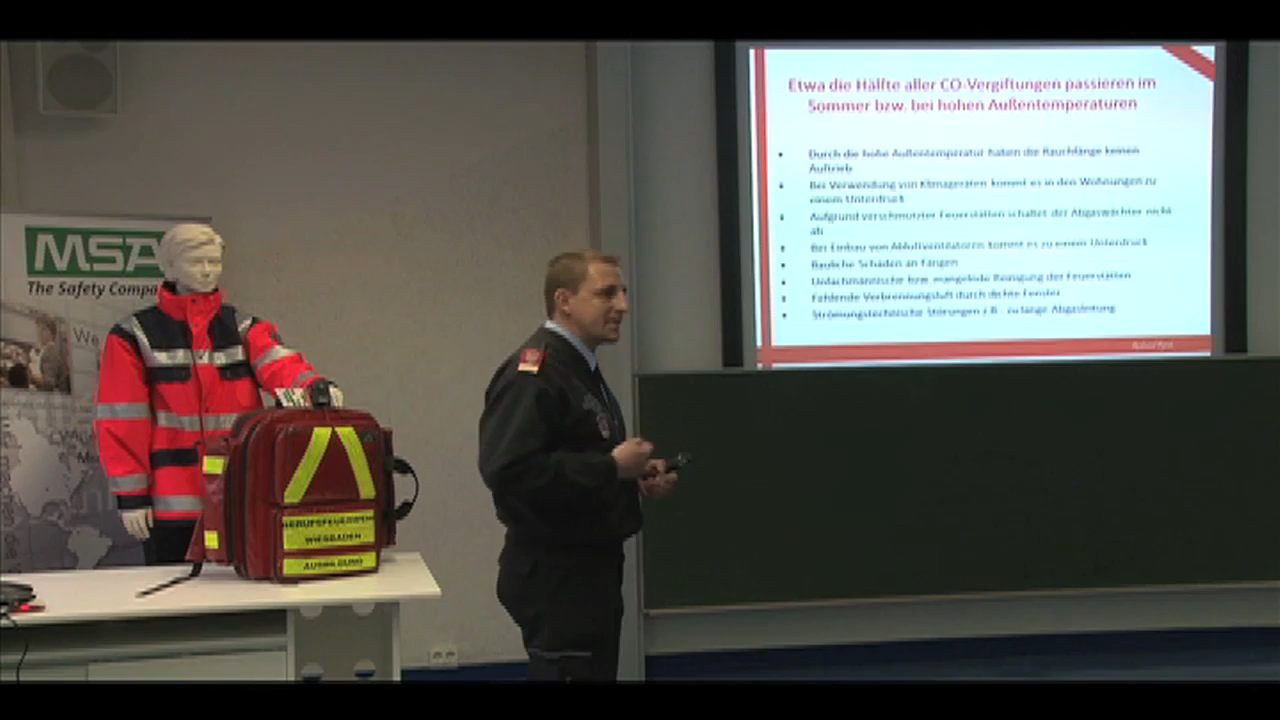 Etwa die Hälfte aller CO-Vergiftungen passieren im
Sommer bzw. bei hohen Außentemperaturen
Durch die hohe Außentemperatur haben die Rauchfänge keinen
Auftrieb
Bei Verwendung von Klimageräten kommt es in den Wohnungen zu
einem Unterdruck
Aufgrund verschmutzter Feuerstätten schaltet der Abgaswächter nicht
ab
Bei Einbau von Abluftventilatoren kommt es zu einem Unterdruck
Bauliche Schäden an Fängen
Unfachmännische bzw. mangelnde Reinigung der Feuerstätten
Fehlende Verbrennungsluft durch dichte Fenster
Strömungstechnische Störungen z.B. zu lange Abgasleitung
MSA
The Safety Compa
We
BERUFSFEUERWEHR
WIESBADEN
AUSBILDUNG